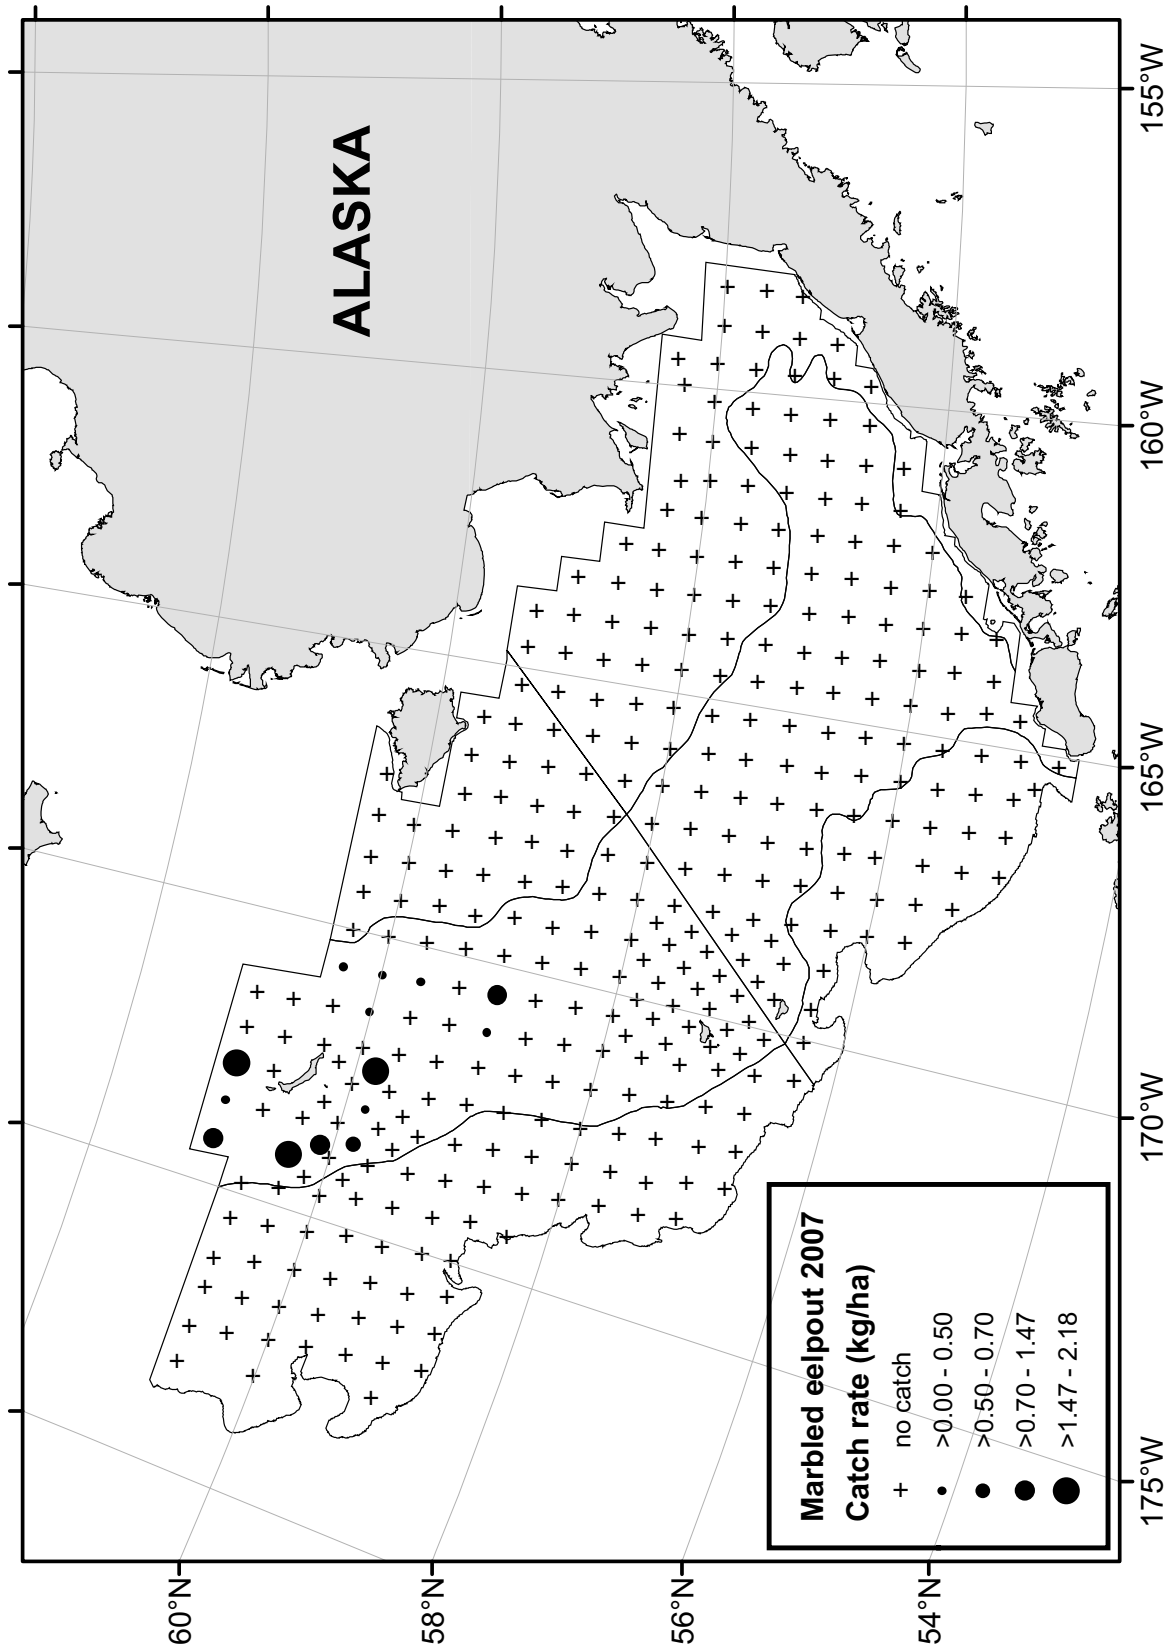 ALASKA
Marbled eelpout 2007
Catch rate (kg/ha)
no catch
>0.00 - 0.50
>0.50 - 0.70
>0.70 - 1.47
>1.47 - 2.18
60°N
58°N
56°N
54°N
175°W
170°W
165°W
160°W
155°W